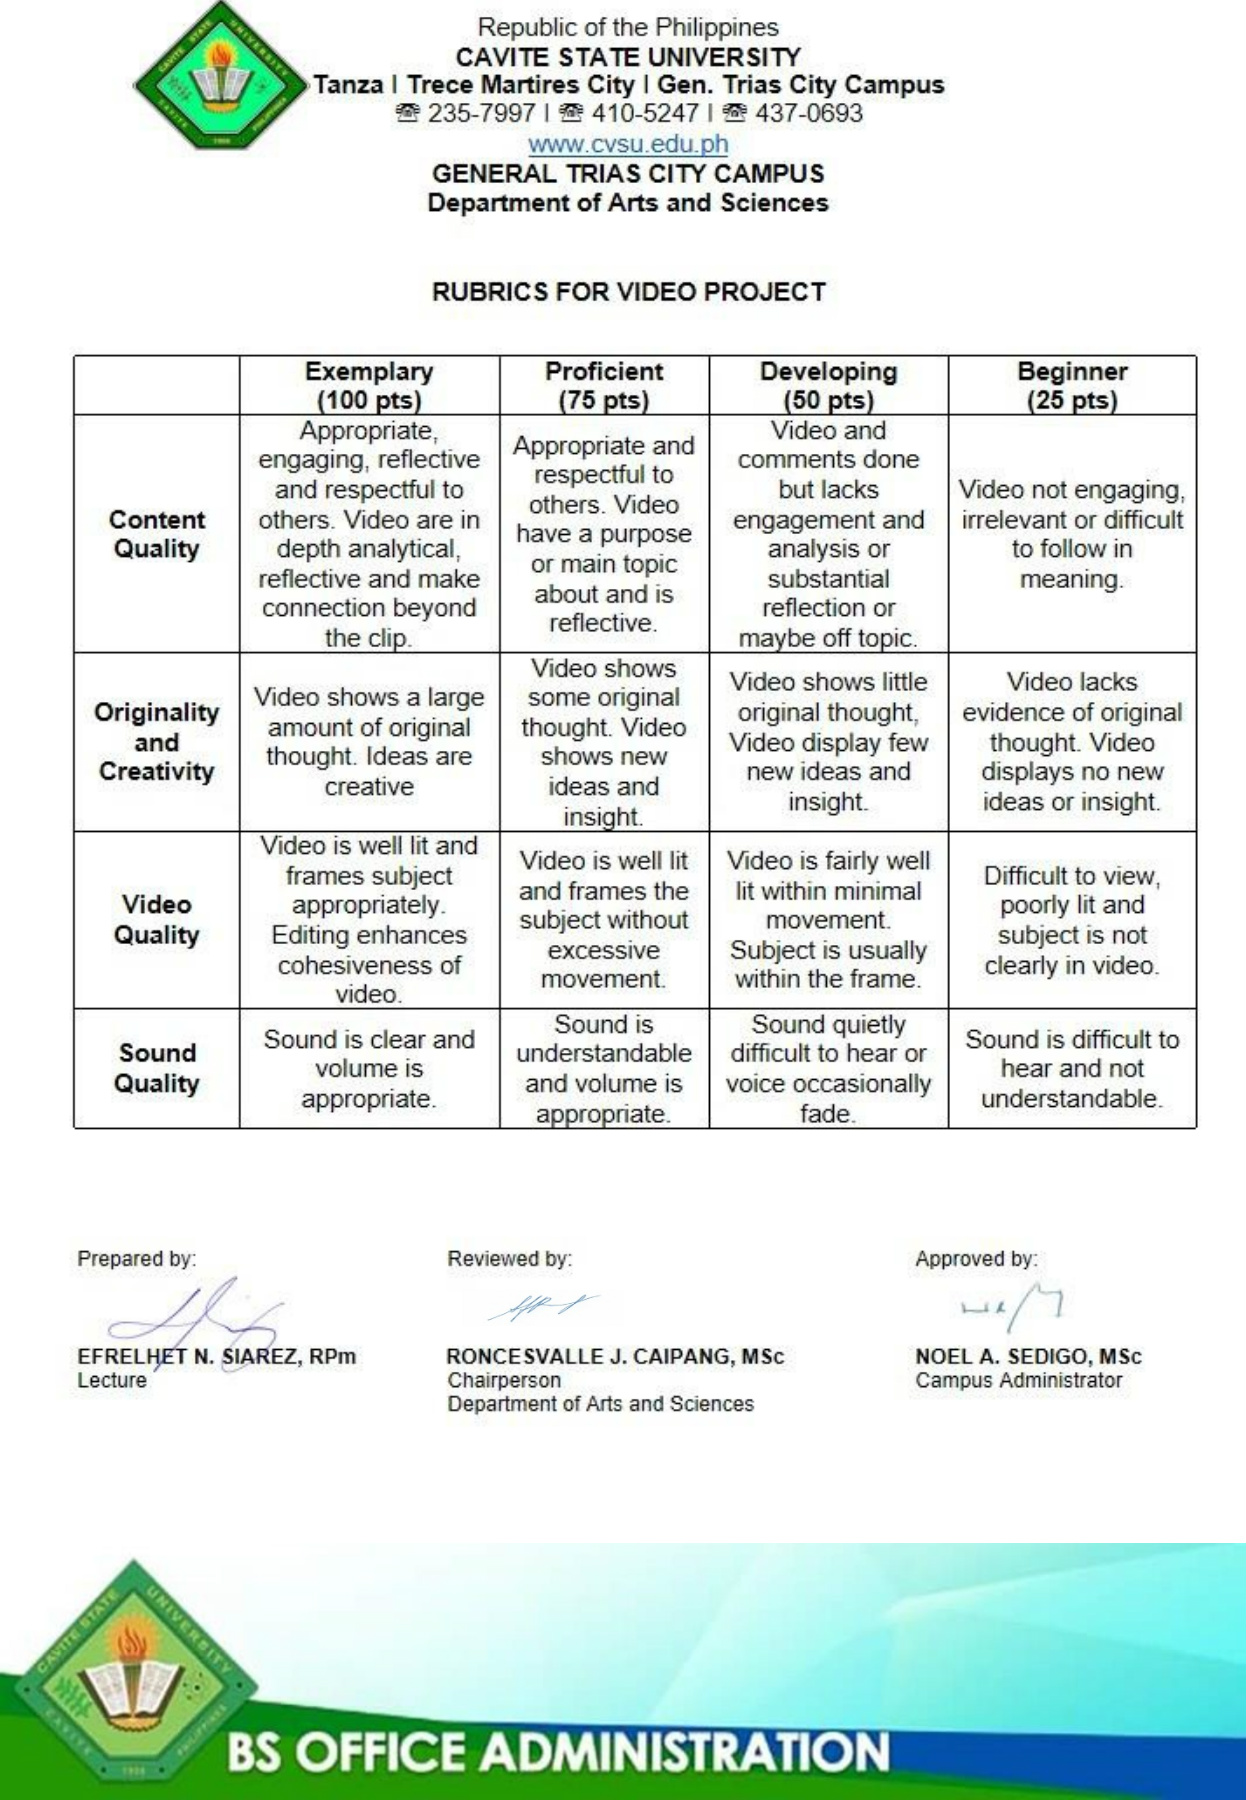 Republic of the Philippines
CAVITE STATE UNIVERSITY
Tanza | Trece Martires City | Gen. Trias City Campus
☏ 235-7997 | ☏ 410-5247 | ☏ 437-0693
www.cvsu.edu.ph
GENERAL TRIAS CITY CAMPUS
Department of Arts and Sciences
CAVITE STATE UNIVERSITY
CAVITE PHILIPPINES
1906
RUBRICS FOR VIDEO PROJECT
Exemplary
(100 pts)
Proficient
(75 pts)
Developing
(50 pts)
Beginner
(25 pts)
Content
Quality
Appropriate,
engaging, reflective
and respectful to
others. Video are in
depth analytical,
reflective and make
connection beyond
the clip.
Appropriate and
respectful to
others. Video
have a purpose
or main topic
about and is
reflective.
Video and
comments done
but lacks
engagement and
analysis or
substantial
reflection or
maybe off topic.
Video not engaging,
irrelevant or difficult
to follow in
meaning.
Originality
and
Creativity
Video shows a large
amount of original
thought. Ideas are
creative
Video shows
some original
thought. Video
shows new
ideas and
insight.
Video shows little
original thought,
Video display few
new ideas and
insight.
Video lacks
evidence of original
thought. Video
displays no new
ideas or insight.
Video
Quality
Video is well lit and
frames subject
appropriately.
Editing enhances
cohesiveness of
video.
Video is well lit
and frames the
subject without
excessive
movement.
Video is fairly well
lit within minimal
movement.
Subject is usually
within the frame.
Difficult to view,
poorly lit and
subject is not
clearly in video.
Sound
Quality
Sound is clear and
volume is
appropriate.
Sound is
understandable
and volume is
appropriate.
Sound quietly
difficult to hear or
voice occasionally
fade.
Sound is difficult to
hear and not
understandable.
Prepared by:
EFRELHET N. SIAREZ, RPm
Lecture
Reviewed by:
RONCESVALLE J. CAIPANG, MSc
Chairperson
Department of Arts and Sciences
Approved by:
NOEL A. SEDIGO, MSc
Campus Administrator
CAVITE STATE UNIVERSITY
CAVITE PHILIPPINES
1906
BS OFFICE ADMINISTRATION